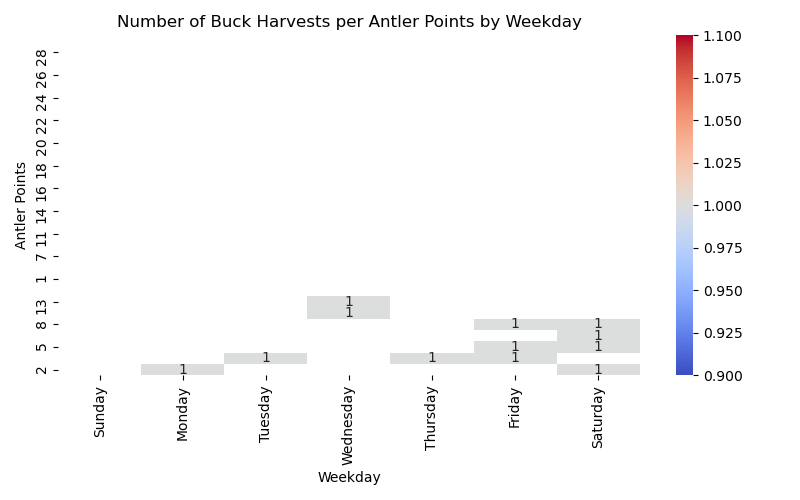 Number of Buck Harvests per Antler Points by Weekday
Antler Points
28
26
24
22
20
18
16
14
11
7
1
13
8
5
2
1
1
1 1
1
1 1
1 1 1
1 1
Sunday
Monday
Tuesday
Wednesday
Thursday
Friday
Saturday
Weekday
1.100
1.075
1.050
1.025
1.000
0.975
0.950
0.925
0.900